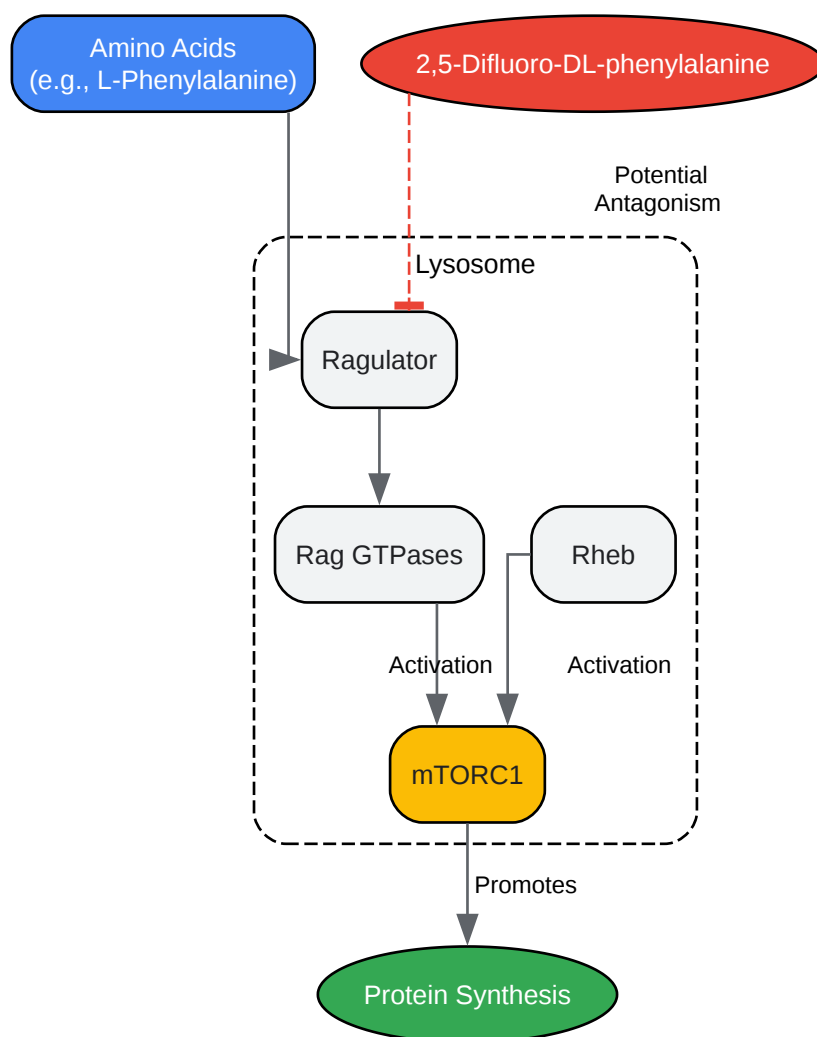 Amino Acids
(e.g., L-Phenylalanine)
2,5-Difluoro-DL-phenylalanine
Potential
Antagonism
Lysosome
Ragulator
Rag GTPases
Rheb
Activation
Activation
mTORC1
Promotes
Protein Synthesis